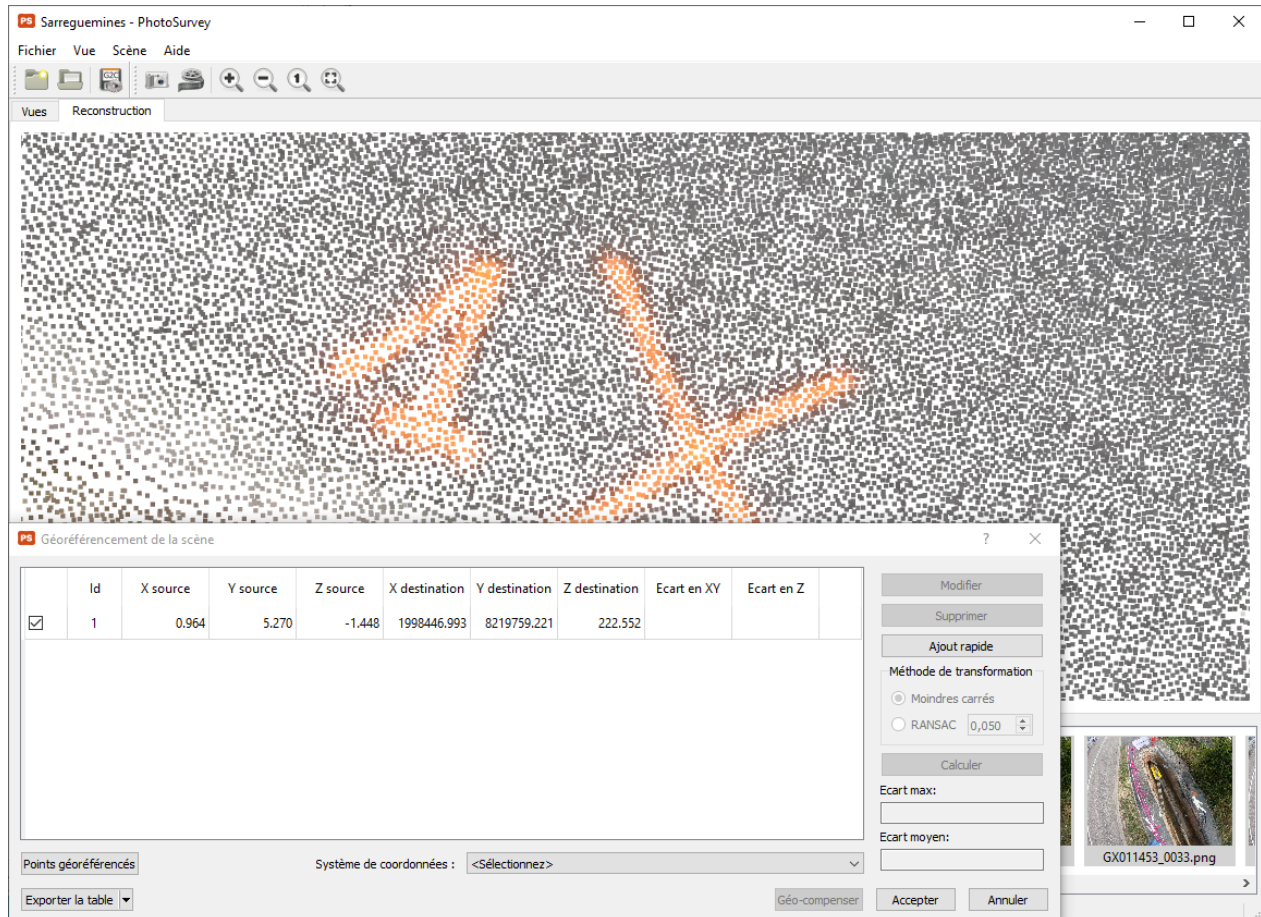 PS Sarreguemines - PhotoSurvey
Fichier Vue Scène Aide
Vues Reconstruction
PS Géoréférencement de la scène
Id X source Y source Z source X destination Y destination Z destination Ecart en XY Ecart en Z
1 0.964 5.270 -1.448 1998446.993 8219759.221 222.552
Modifier
Supprimer
Ajout rapide
Méthode de transformation
Moindres carrés
RANSAC 0,050
Calculer
Ecart max:
Ecart moyen:
Points géoréférencés Système de coordonnées : <Sélectionnez>
Exporter la table Géo-compenser Accepter Annuler
GX011453_0033.png